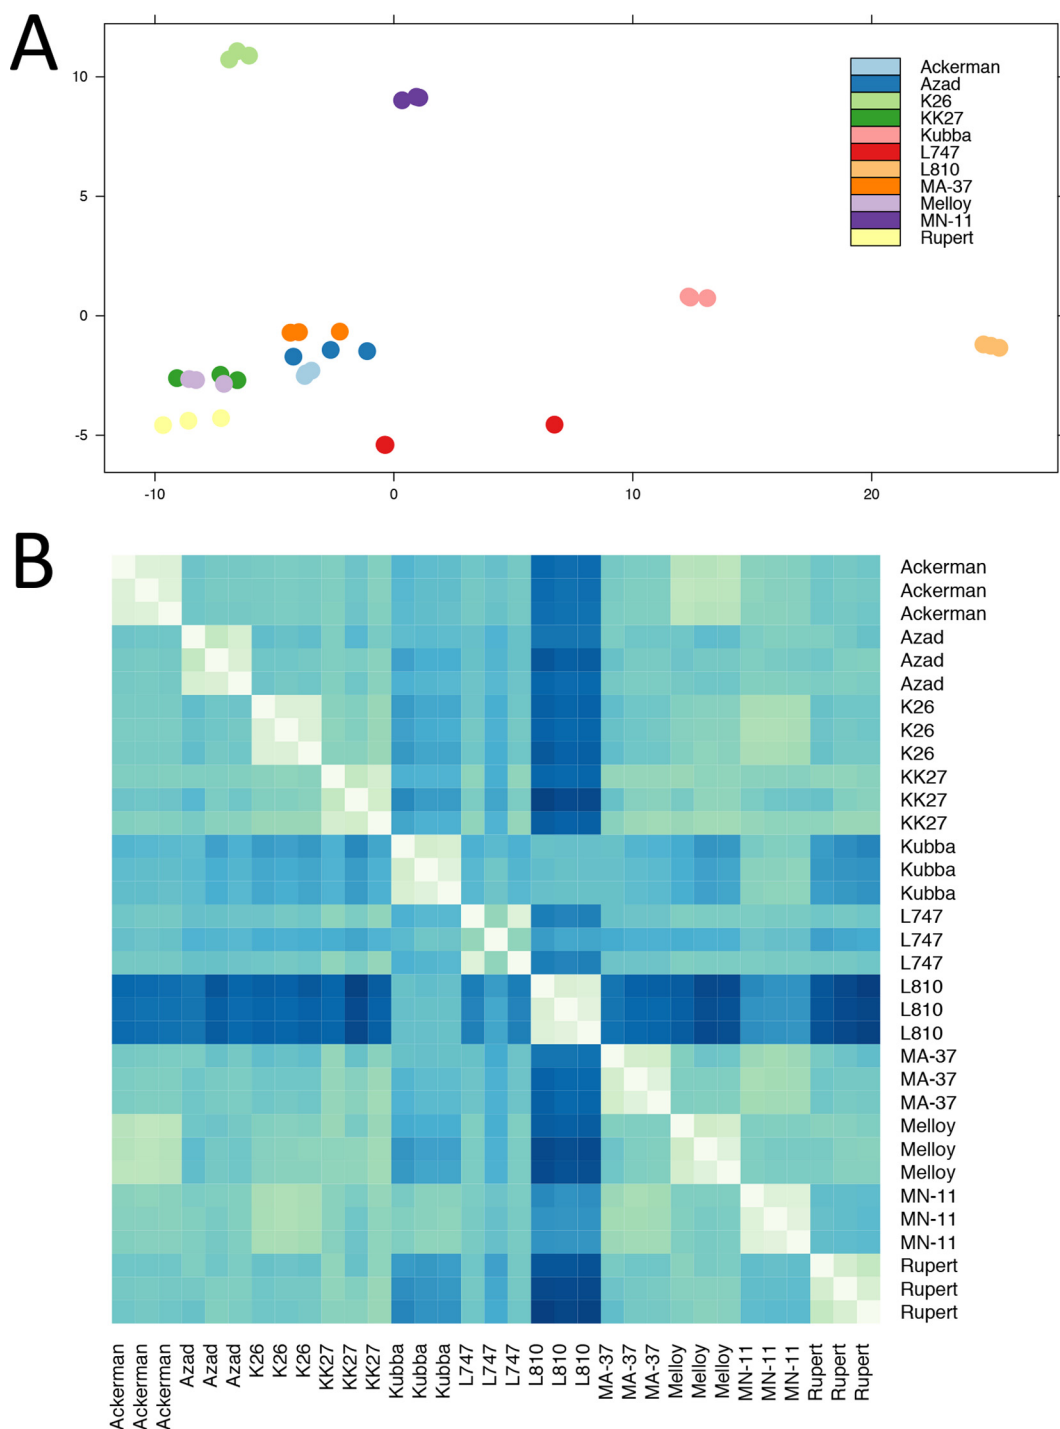 A
10
5
0
-5
-10
0
10
20
Ackerman
Azad
K26
KK27
Kubba
L747
L810
MA-37
Melloy
MN-11
Rupert
B
Ackerman
Ackerman
Ackerman
Azad
Azad
Azad
K26
K26
K26
KK27
KK27
KK27
Kubba
Kubba
Kubba
L747
L747
L747
L810
L810
L810
MA-37
MA-37
MA-37
Melloy
Melloy
Melloy
MN-11
MN-11
MN-11
Rupert
Rupert
Rupert
Ackerman
Ackerman
Ackerman
Azad
Azad
Azad
K26
K26
K26
KK27
KK27
KK27
Kubba
Kubba
Kubba
L747
L747
L747
L810
L810
L810
MA-37
MA-37
MA-37
Melloy
Melloy
Melloy
MN-11
MN-11
MN-11
Rupert
Rupert
Rupert